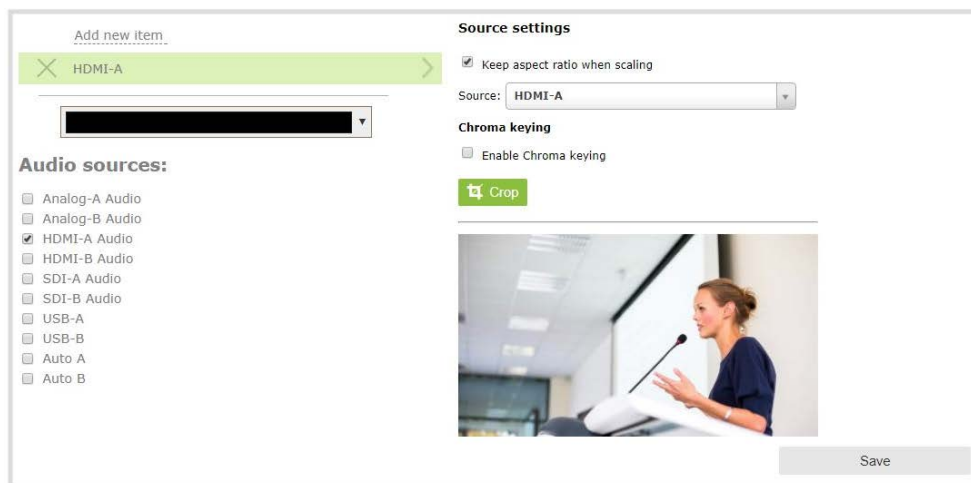 Add new item
HDMI-A
Audio sources:
Analog-A Audio
Analog-B Audio
HDMI-A Audio
HDMI-B Audio
SDI-A Audio
SDI-B Audio
USB-A
USB-B
Auto A
Auto B
Source settings
Keep aspect ratio when scaling
Source: HDMI-A
Chroma keying
Enable Chroma keying
Crop
Save